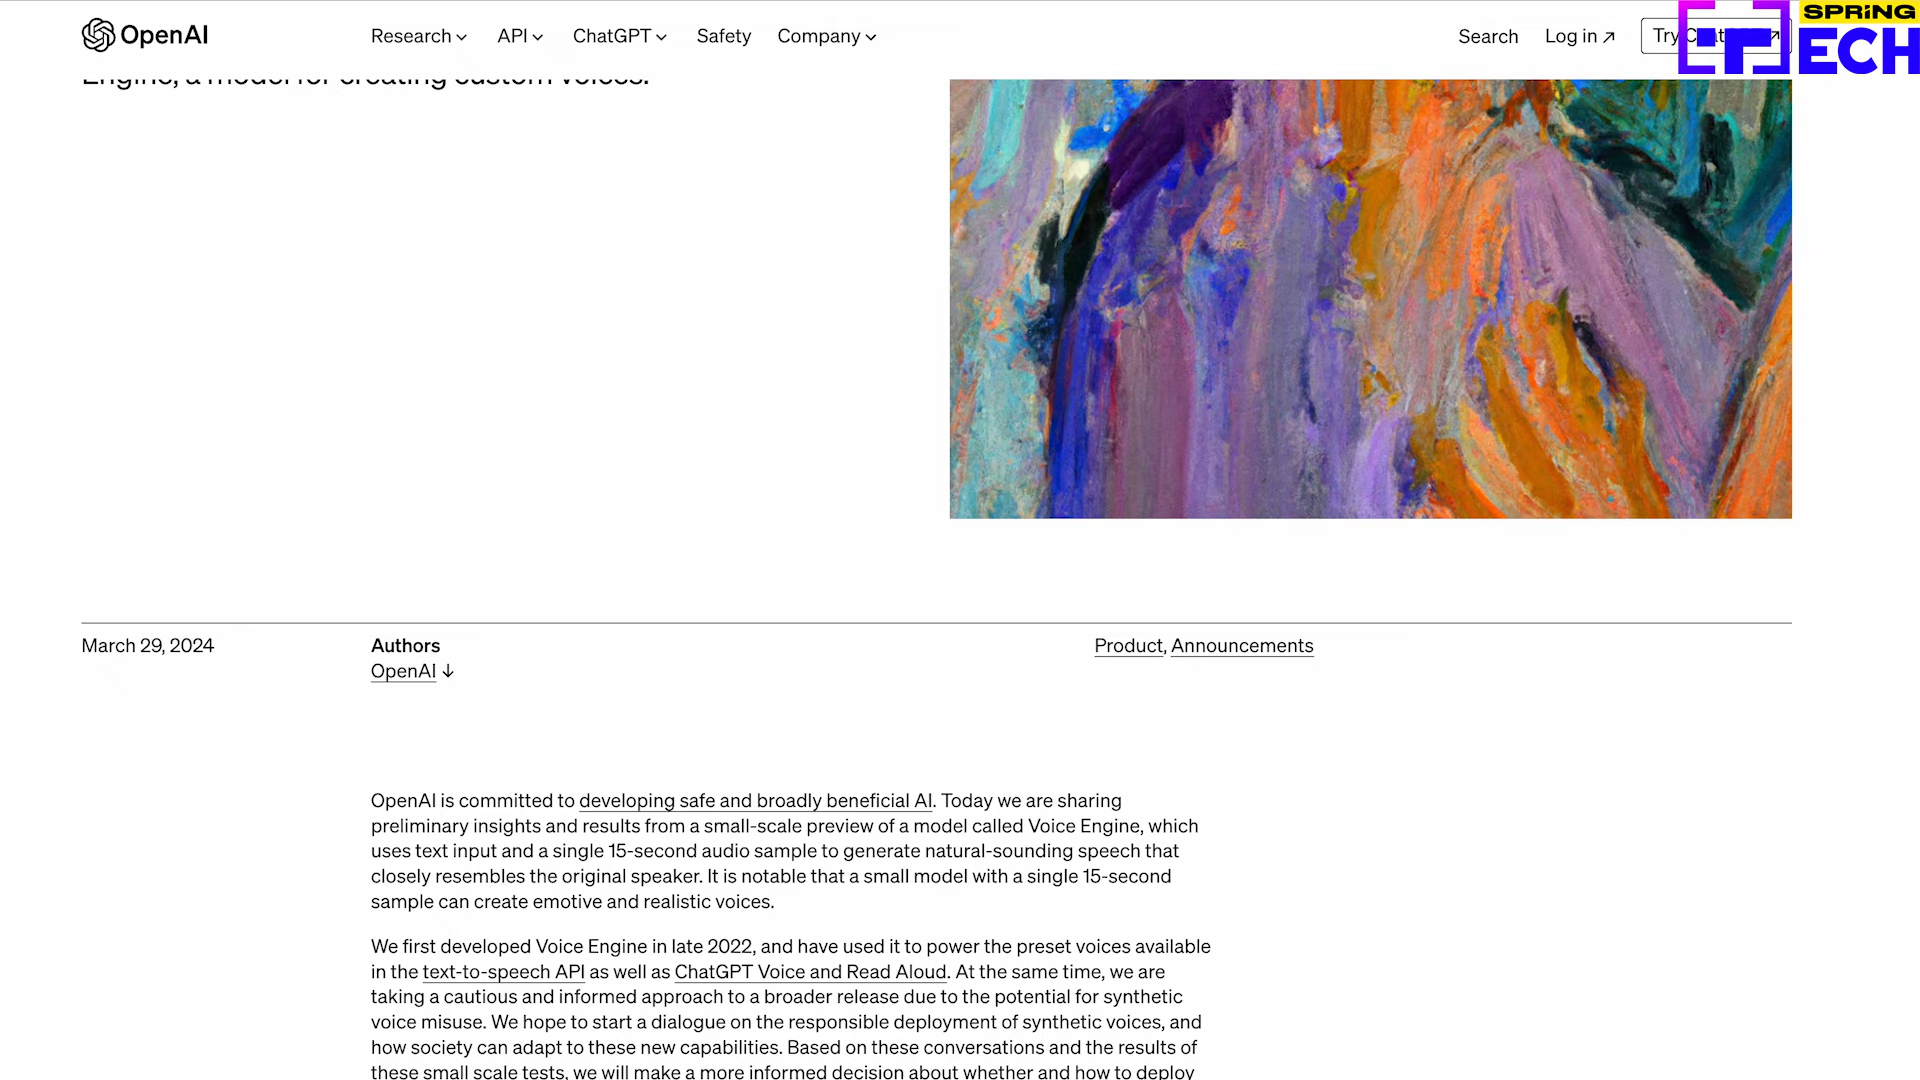 OpenAI
Research
API
ChatGPT
Safety
Company
Search
Log in ↗
Try
SPRiNG
TECH
Engine, a model for creating custom voices.
March 29, 2024
Authors
OpenAI ↓
Product, Announcements
OpenAI is committed to developing safe and broadly beneficial AI. Today we are sharing
preliminary insights and results from a small-scale preview of a model called Voice Engine, which
uses text input and a single 15-second audio sample to generate natural-sounding speech that
closely resembles the original speaker. It is notable that a small model with a single 15-second
sample can create emotive and realistic voices.
We first developed Voice Engine in late 2022, and have used it to power the preset voices available
in the text-to-speech API as well as ChatGPT Voice and Read Aloud. At the same time, we are
taking a cautious and informed approach to a broader release due to the potential for synthetic
voice misuse. We hope to start a dialogue on the responsible deployment of synthetic voices, and
how society can adapt to these new capabilities. Based on these conversations and the results of
these small scale tests, we will make a more informed decision about whether and how to deploy